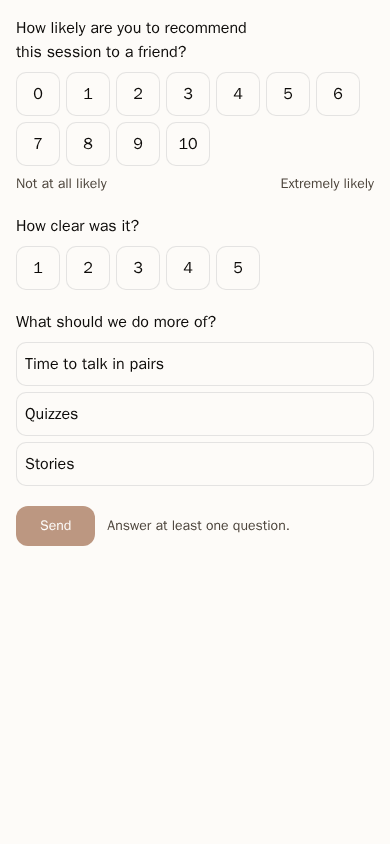 How likely are you to recommend
this session to a friend?
0 1 2 3 4 5 6
7 8 9 10
Not at all likely Extremely likely
How clear was it?
1 2 3 4 5
What should we do more of?
Time to talk in pairs
Quizzes
Stories
Send Answer at least one question.